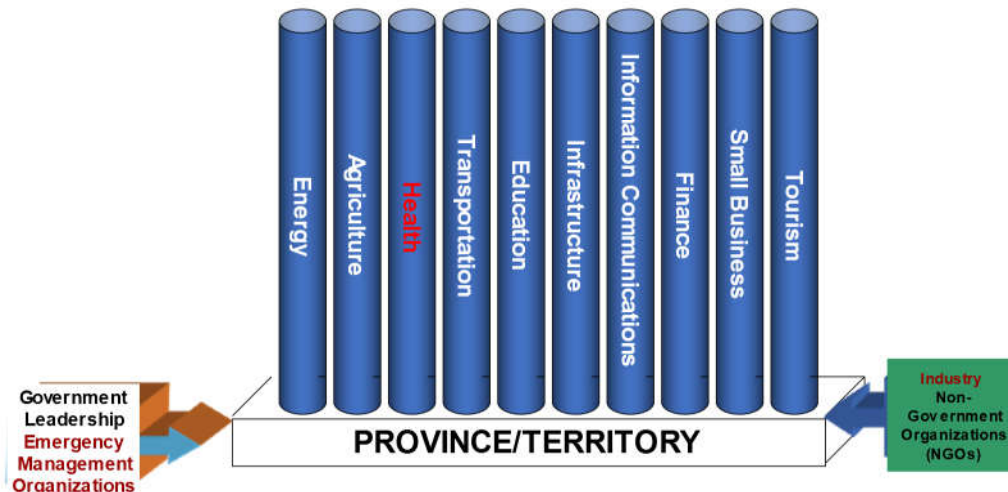 Energy
Agriculture
Health
Transportation
Education
Infrastructure
Information Communications
Finance
Small Business
Tourism
Government
Leadership
Emergency
Management
Organizations
PROVINCE/TERRITORY
Industry
Non-
Government
Organizations
(NGOs)